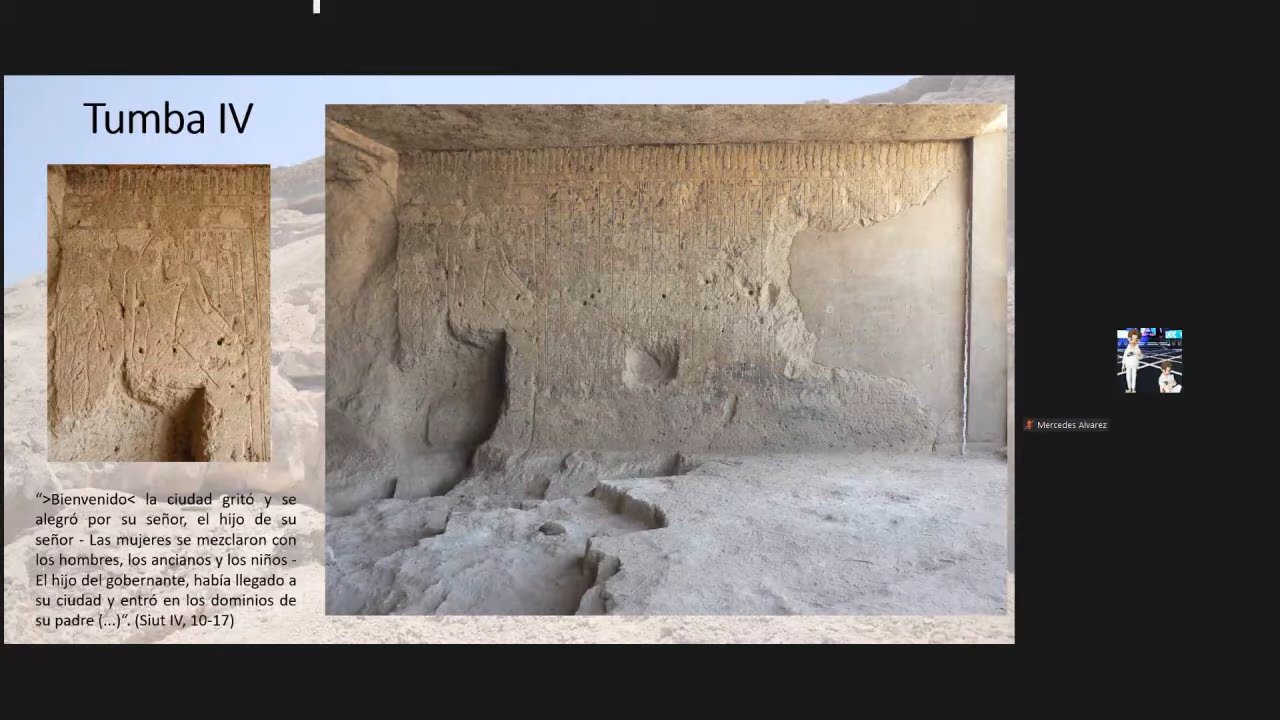 Tumba IV
“>Bienvenido< la ciudad gritó y se
alegró por su señor, el hijo de su
señor - Las mujeres se mezclaron con
los hombres, los ancianos y los niños -
El hijo del gobernante, había llegado a
su ciudad y entró en los dominios de
su padre (...)“. (Siut IV, 10-17)
Mercedes Alvarez